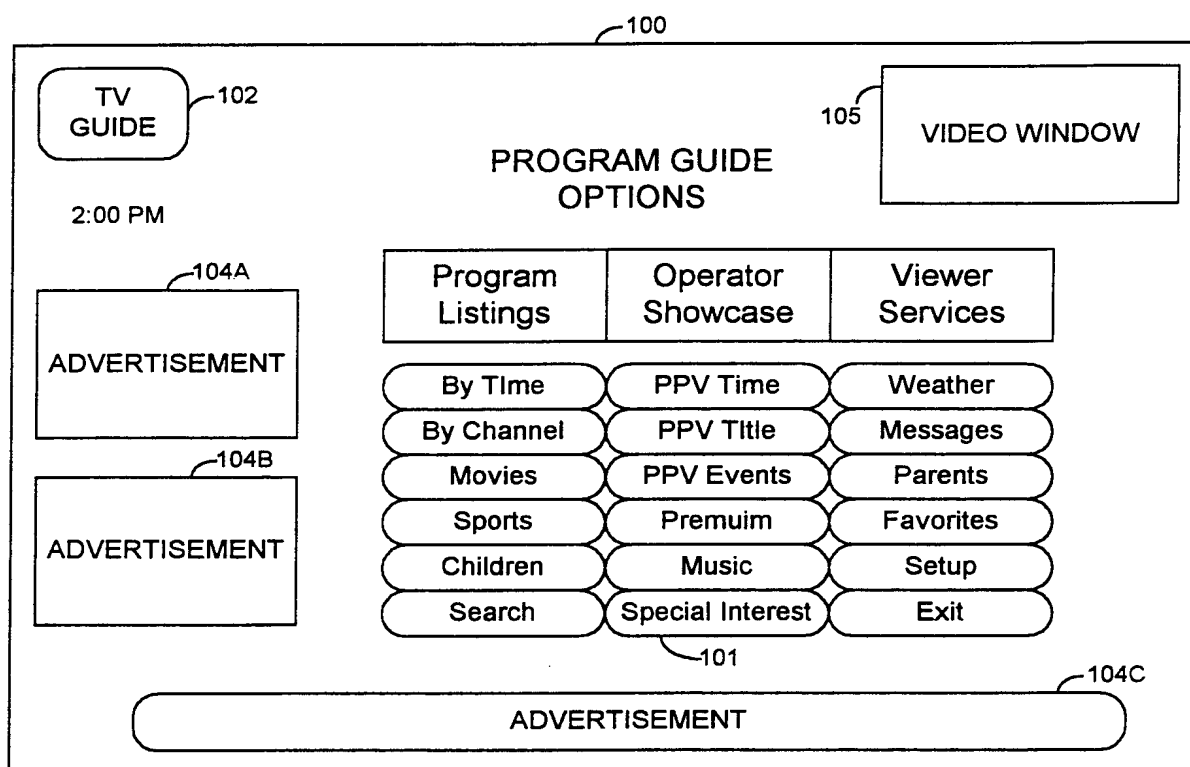 100
TV
GUIDE
102
105
VIDEO WINDOW
PROGRAM GUIDE
OPTIONS
2:00 PM
104A
ADVERTISEMENT
104B
ADVERTISEMENT
Program
Listings
Operator
Showcase
Viewer
Services
By TIme
PPV Time
Weather
By Channel
PPV TItle
Messages
Movies
PPV Events
Parents
Sports
Premuim
Favorites
Children
Music
Setup
Search
Special Interest
Exit
101
104C
ADVERTISEMENT